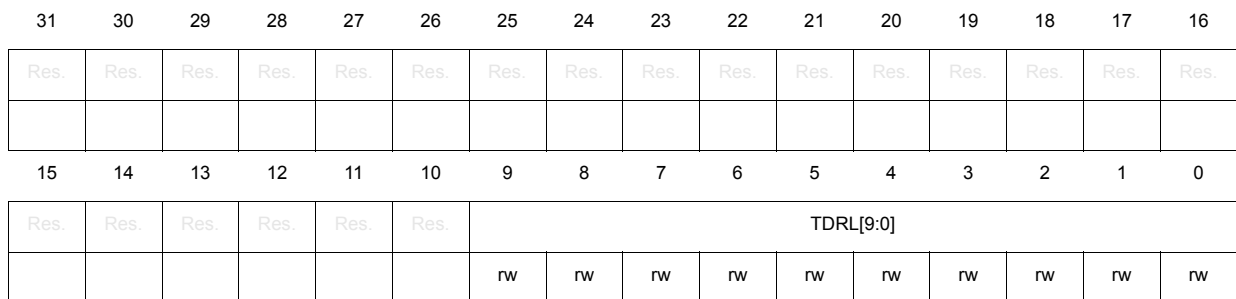 31 30 29 28 27 26 25 24 23 22 21 20 19 18 17 16
Res. Res. Res. Res. Res. Res. Res. Res. Res. Res. Res. Res. Res. Res. Res. Res.
15 14 13 12 11 10 9 8 7 6 5 4 3 2 1 0
Res. Res. Res. Res. Res. Res. TDRL[9:0]
rw rw rw rw rw rw rw rw rw rw